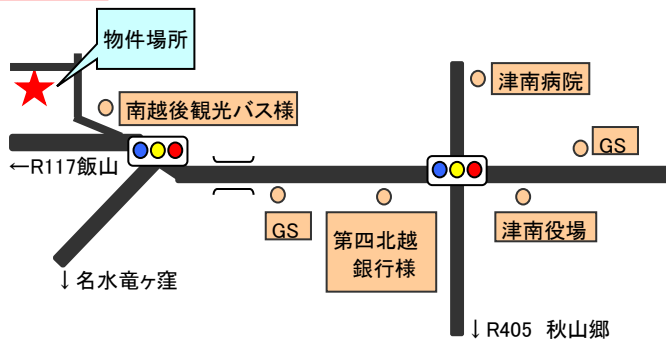 物件場所
津南病院
南越後観光バス様
GS
←R117飯山
GS
第四北越
銀行様
津南役場
↓名水竜ヶ窪
↓R405 秋山郷